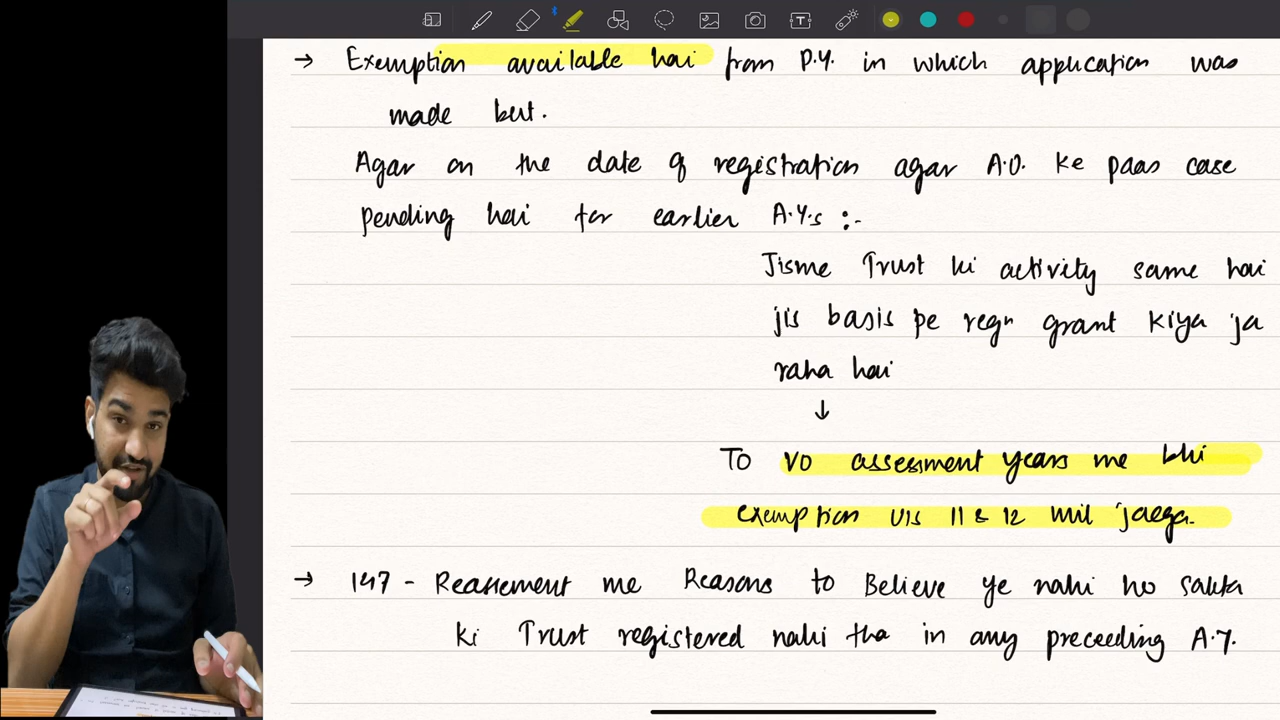 → Exemption available hai from P.Y. in which application was
made but.
Agar on the date of registration agar A.O. ke paas case
pending hai for earlier A.Y.s :-
Jisme Trust ki activity same hai
jis basis pe regn grant kiya ja
raha hai
↓
To vo assessment years me bhi
exemption u/s 11 & 12 mil jaega.
→ 147 - Reassement me Reasons to Believe ye nahi ho sakta
ki Trust registered nahi tha in any preceeding A.Y.